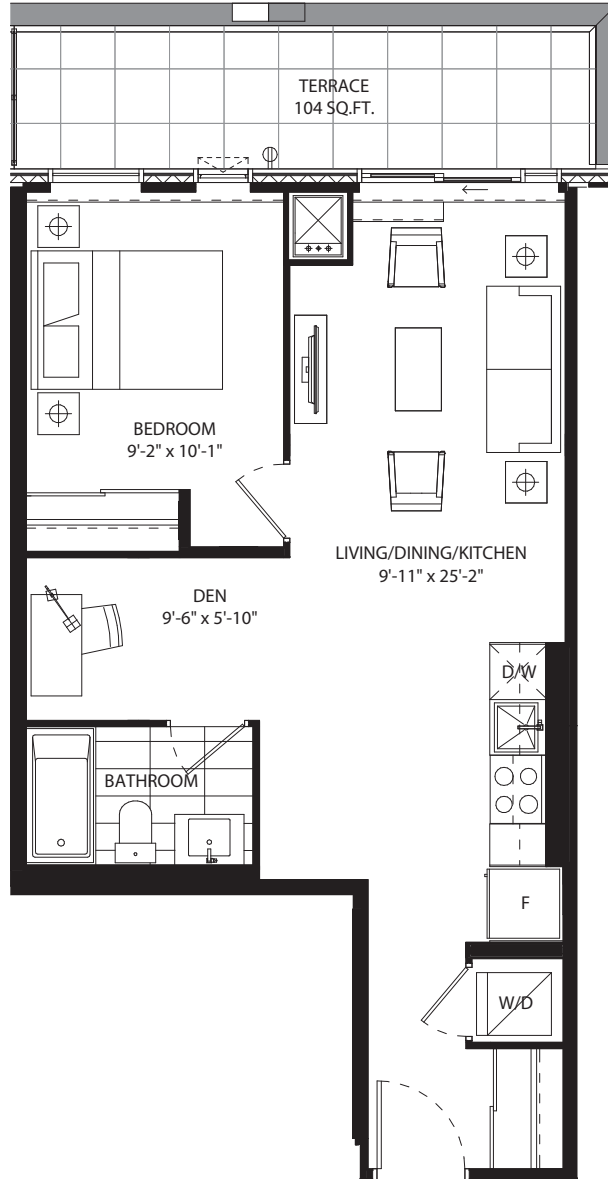 TERRACE
104 SQ.FT.
BEDROOM
9'-2" x 10'-1"
LIVING/DINING/KITCHEN
9'-11" x 25'-2"
DEN
9'-6" x 5'-10"
D/W
BATHROOM
F
W/D